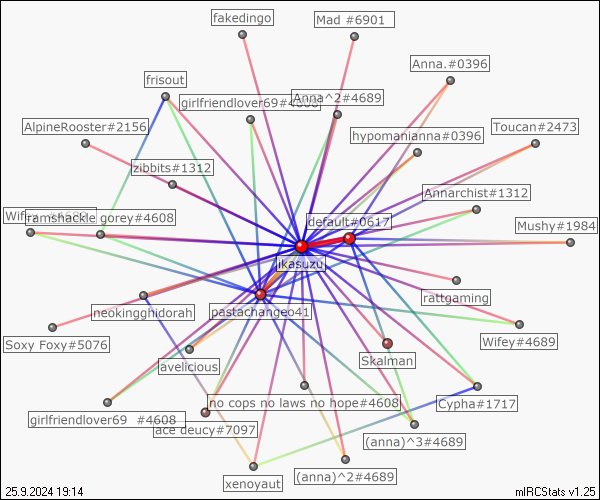 fakedingo
Mad #6901
Anna.#0396
frisout
girlfriendlover69#4608
Anna^2#4689
AlpineRooster#2156
hypomanianna#0396
Toucan#2473
zibbits#1312
Annarchist#1312
ramshackle gorey#4608
default#0617
Mushy#1984
ikasuzu
rattgaming
neokingghidorah
pastachangeo41
Soxy Foxy#5076
Wifey#4689
avelicious
Skalman
no cops no laws no hope#4608
Cypha#1717
girlfriendlover69 #4608
ace deucy#7097
(anna)^3#4689
xenoyaut
(anna)^2#4689
25.9.2024 19:14
mIRCStats v1.25